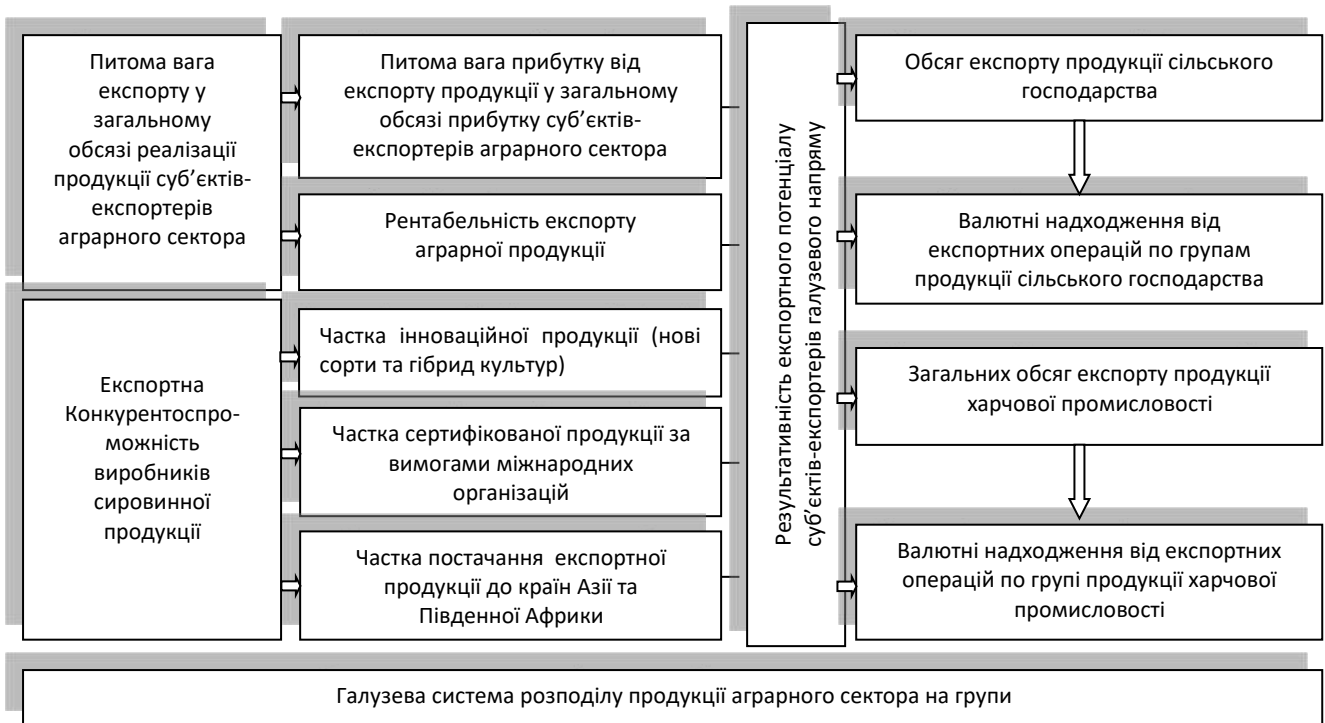 Питома вага
експорту у
загальному
обсязі реалізації
продукції суб’єктів-
експортерів
аграрного сектора
Експортна
Конкурентоспро-
можність
виробників
сировинної
продукції
Питома вага прибутку від
експорту продукції у загальному
обсязі прибутку суб’єктів-
експортерів аграрного сектора
Рентабельність експорту
аграрної продукції
Частка інноваційної продукції (нові
сорти та гібрид культур)
Частка сертифікованої продукції за
вимогами міжнародних
організацій
Частка постачання експортної
продукції до країн Азії та
Південної Африки
Результативність експортного потенціалу
суб’єктів-експортерів галузевого напряму
Обсяг експорту продукції сільського
господарства
Валютні надходження від
експортних операцій по групам
продукції сільського господарства
Загальних обсяг експорту продукції
харчової промисловості
Валютні надходження від експортних
операцій по групі продукції харчової
промисловості
Галузева система розподілу продукції аграрного сектора на групи